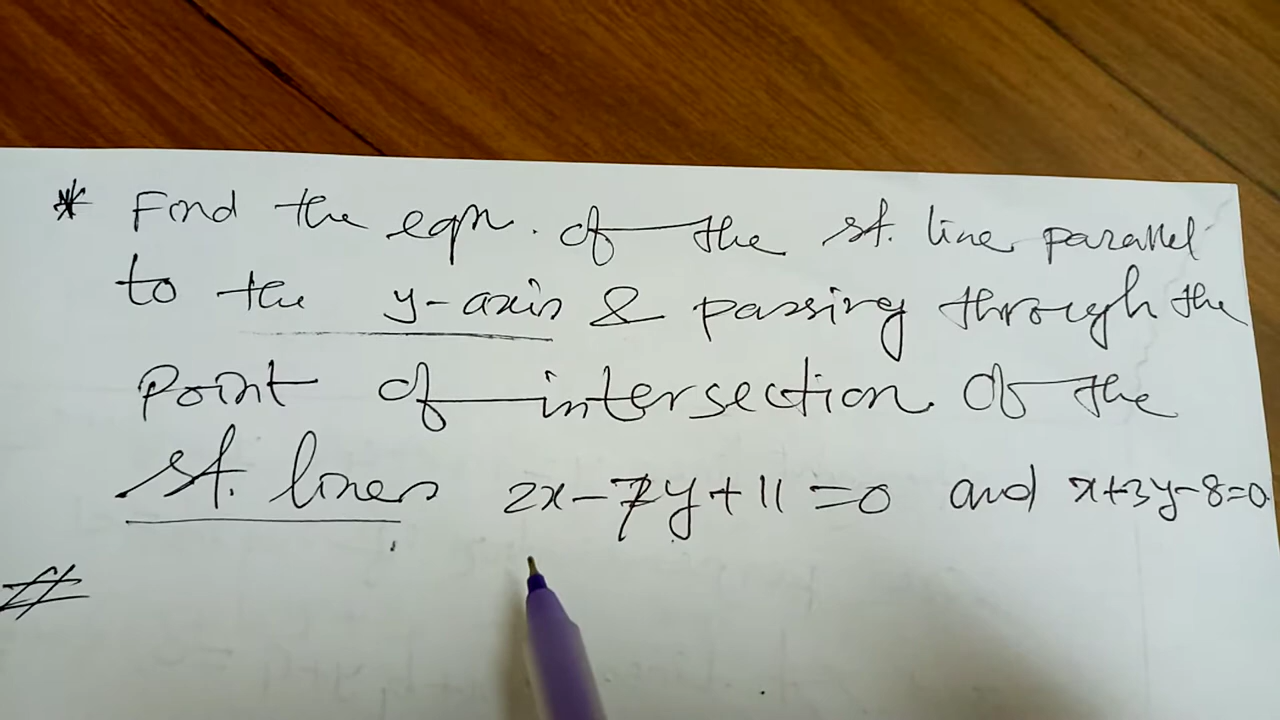 * Find the eqn. of the st. line parallel
to the y-axis & passing through the
Point of intersection of the
st. lines 2x-7y+11=0 and x+3y-8=0
#